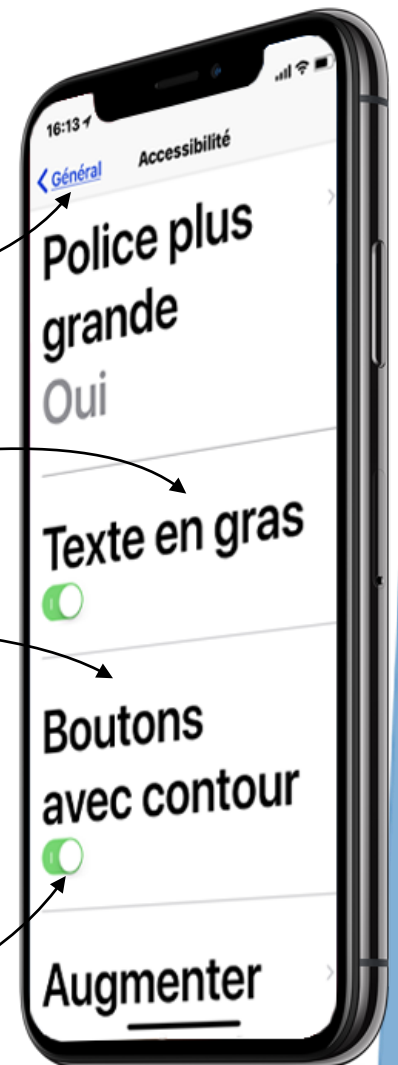 16:13
Général
Accessibilité
Police plus
grande
Oui
Texte en gras
Boutons
avec contour
Augmenter